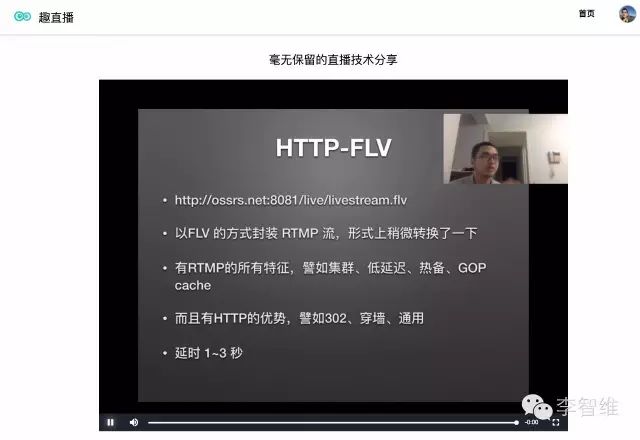 趣直播
首页
毫无保留的直播技术分享
HTTP-FLV
• http://ossrs.net:8081/live/livestream.flv
• 以FLV 的方式封装 RTMP 流，形式上稍微转换了一下
• 有RTMP的所有特征，譬如集群、低延迟、热备、GOP
cache
• 而且有HTTP的优势，譬如302、穿墙、通用
• 延时 1~3 秒
李智维
-0:00